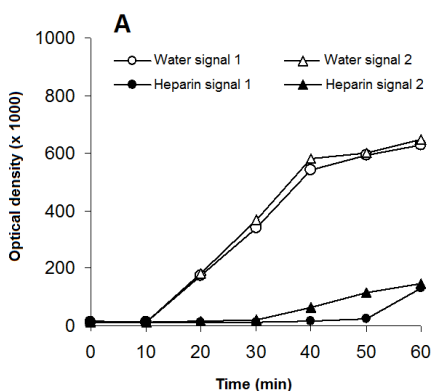 A
1000
800
600
400
200
0
Water signal 1
Water signal 2
Heparin signal 1
Heparin signal 2
Optical density (x 1000)
0 10 20 30 40 50 60
Time (min)